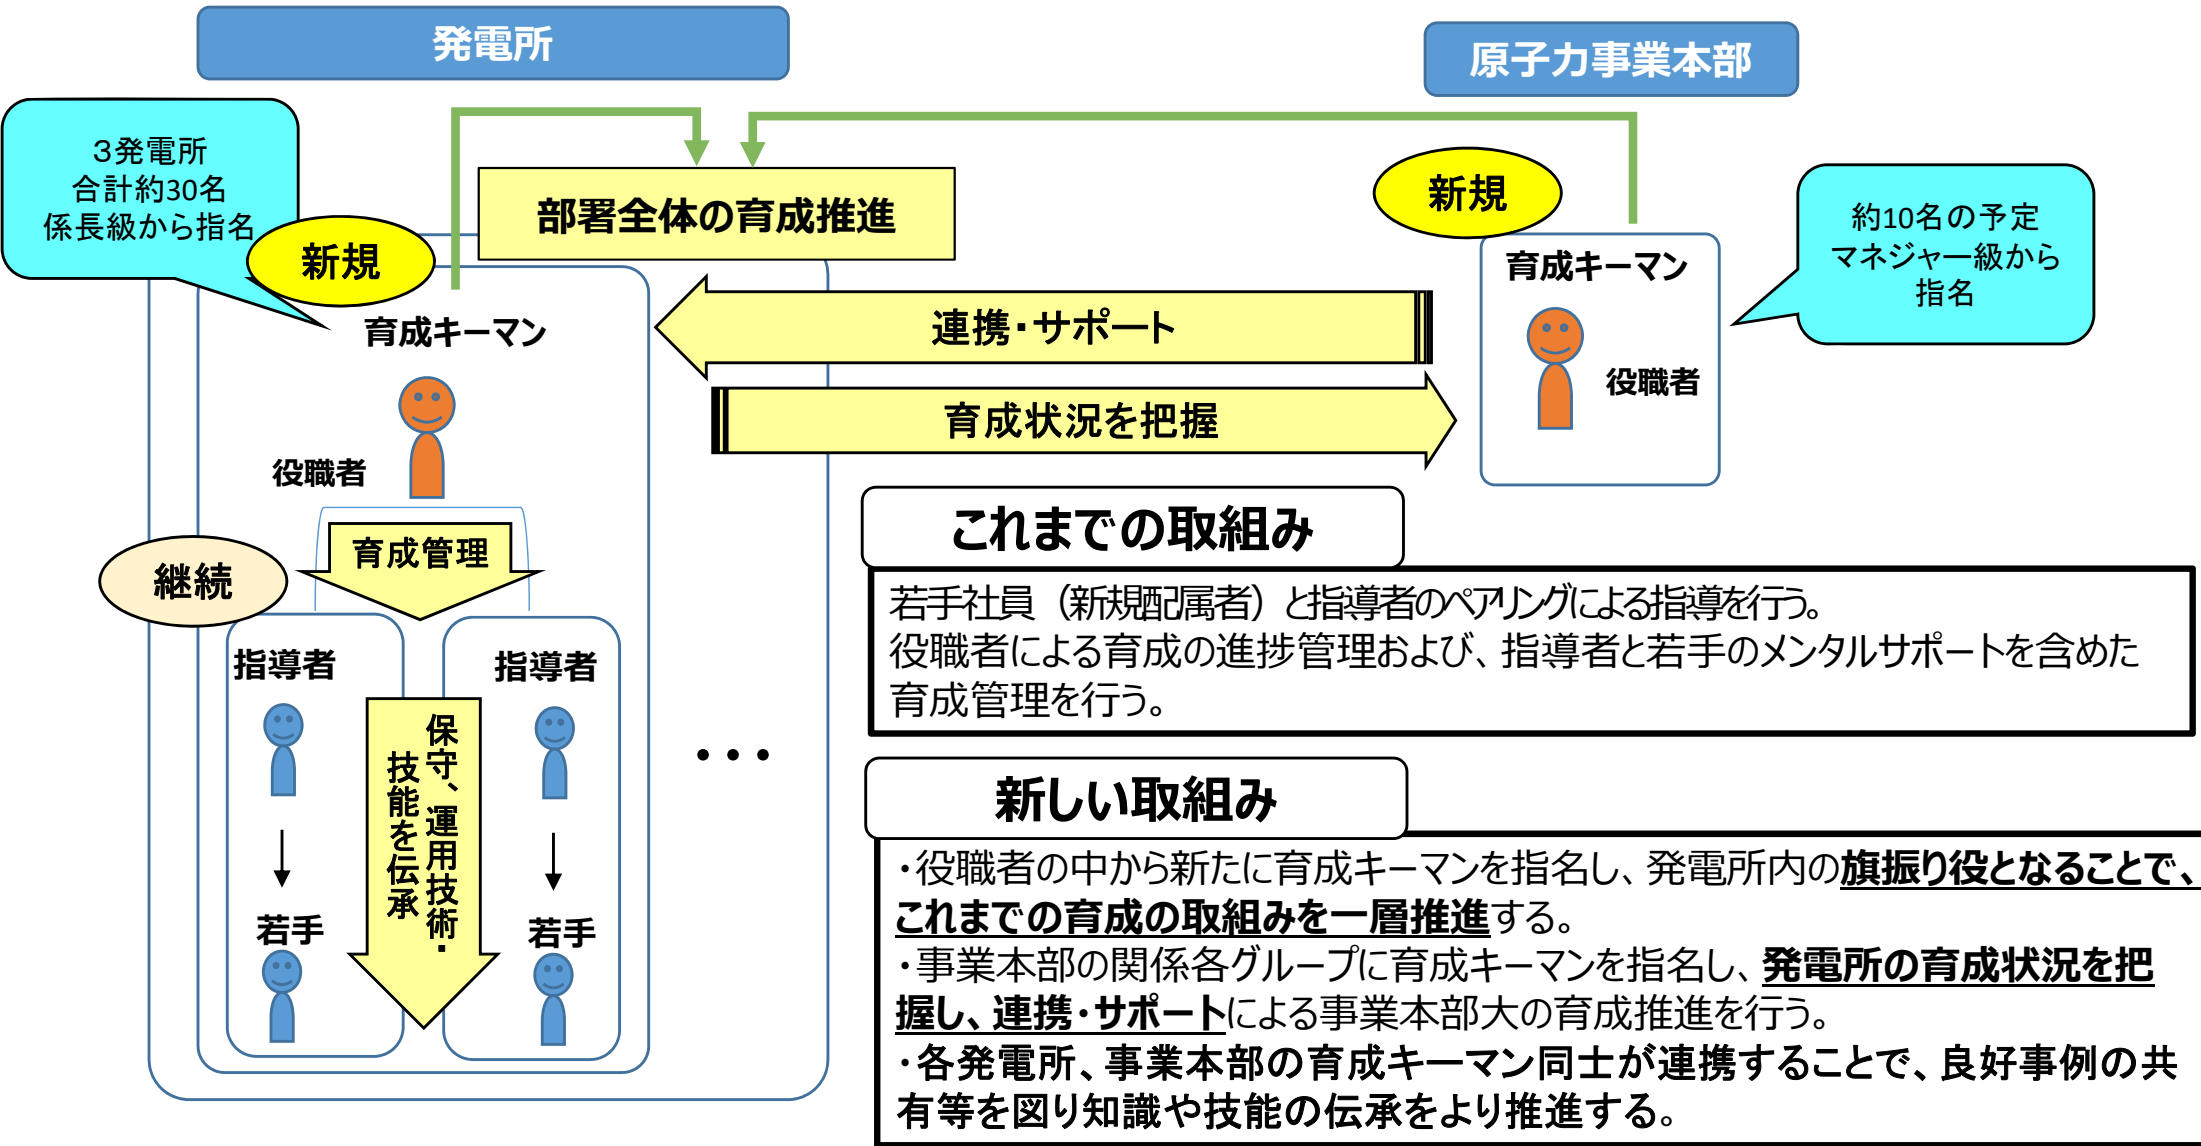 発電所
原子力事業本部
３発電所
合計約30名
係長級から指名
新規
部署全体の育成推進
新規
約10名の予定
マネジャー級から
指名
育成キーマン
育成キーマン
連携・サポート
役職者
育成状況を把握
役職者
育成管理
継続
指導者
指導者
保守、運用技術・
技能を伝承
・・・
若手
若手
これまでの取組み
若手社員（新規配属者）と指導者のペアリングによる指導を行う。
役職者による育成の進捗管理および、指導者と若手のメンタルサポートを含めた
育成管理を行う。
新しい取組み
・役職者の中から新たに育成キーマンを指名し、発電所内の旗振り役となることで、
これまでの育成の取組みを一層推進する。
・事業本部の関係各グループに育成キーマンを指名し、発電所の育成状況を把
握し、連携・サポートによる事業本部大の育成推進を行う。
・各発電所、事業本部の育成キーマン同士が連携することで、良好事例の共
有等を図り知識や技能の伝承をより推進する。